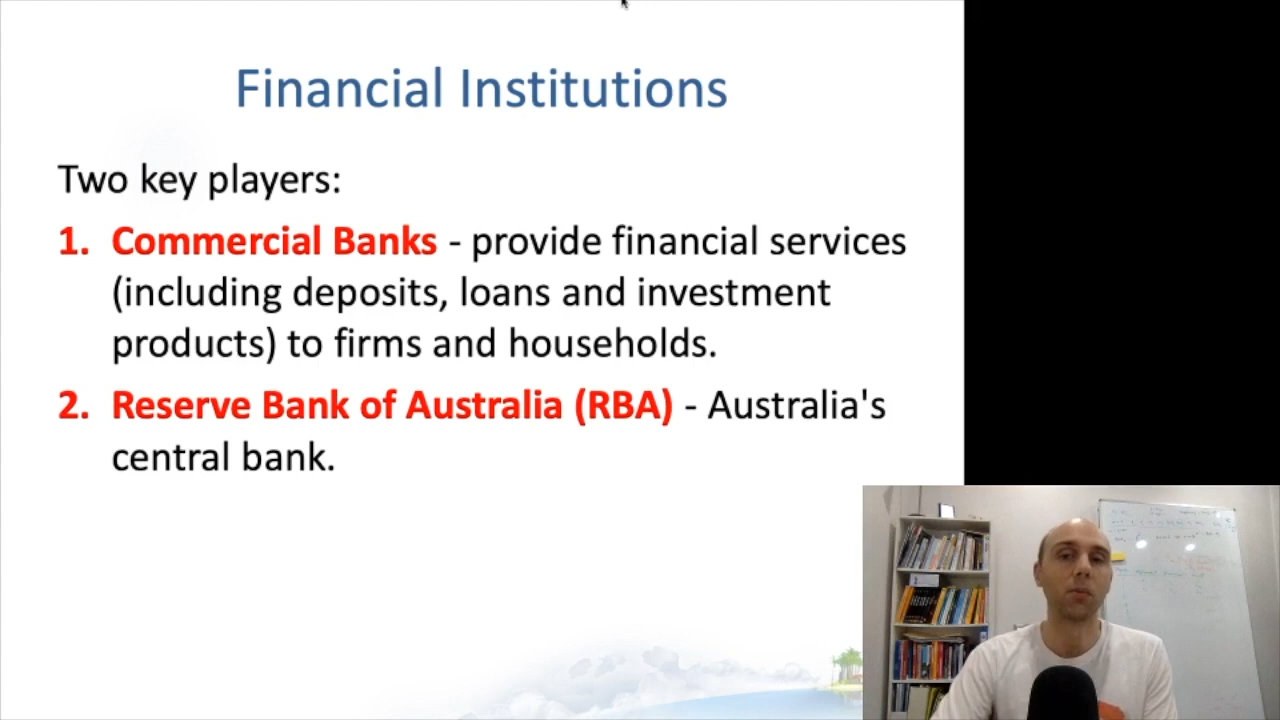 Financial Institutions
Two key players:
1. Commercial Banks - provide financial services
(including deposits, loans and investment
products) to firms and households.
2. Reserve Bank of Australia (RBA) - Australia's
central bank.